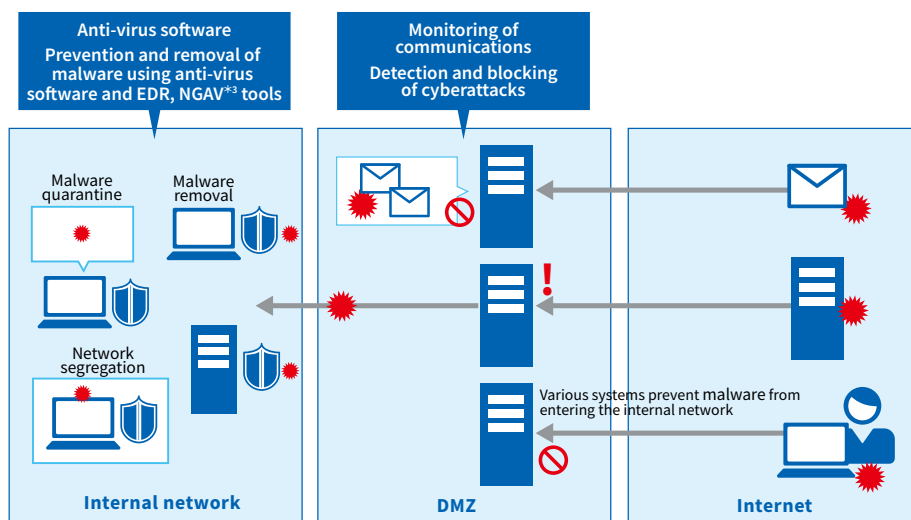 Anti-virus software
Prevention and removal of
malware using anti-virus
software and EDR, NGAV*3 tools
Monitoring of
communications
Detection and blocking
of cyberattacks
Malware
quarantine
Malware
removal
Network
segregation
!
Various systems prevent malware from
entering the internal network
Internal network
DMZ
Internet